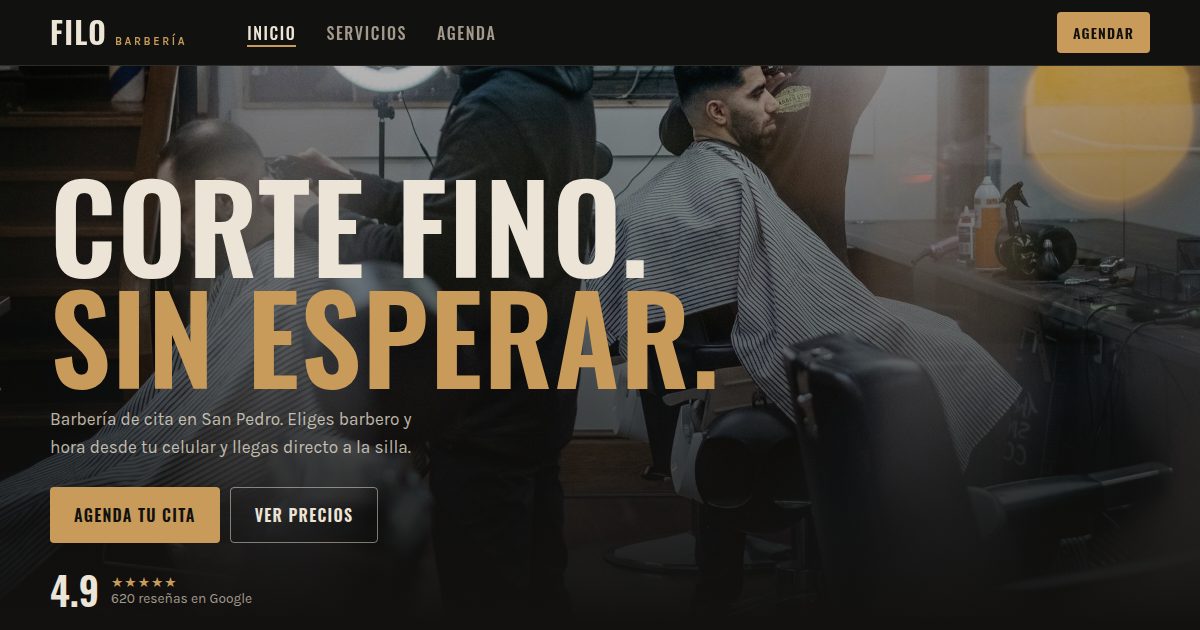 FILO BARBERÍA
INICIO SERVICIOS AGENDA
AGENDAR
CORTE FINO.
SIN ESPERAR.
Barbería de cita en San Pedro. Eliges barbero y
hora desde tu celular y llegas directo a la silla.
AGENDA TU CITA
VER PRECIOS
4.9
★★★★★
620 reseñas en Google